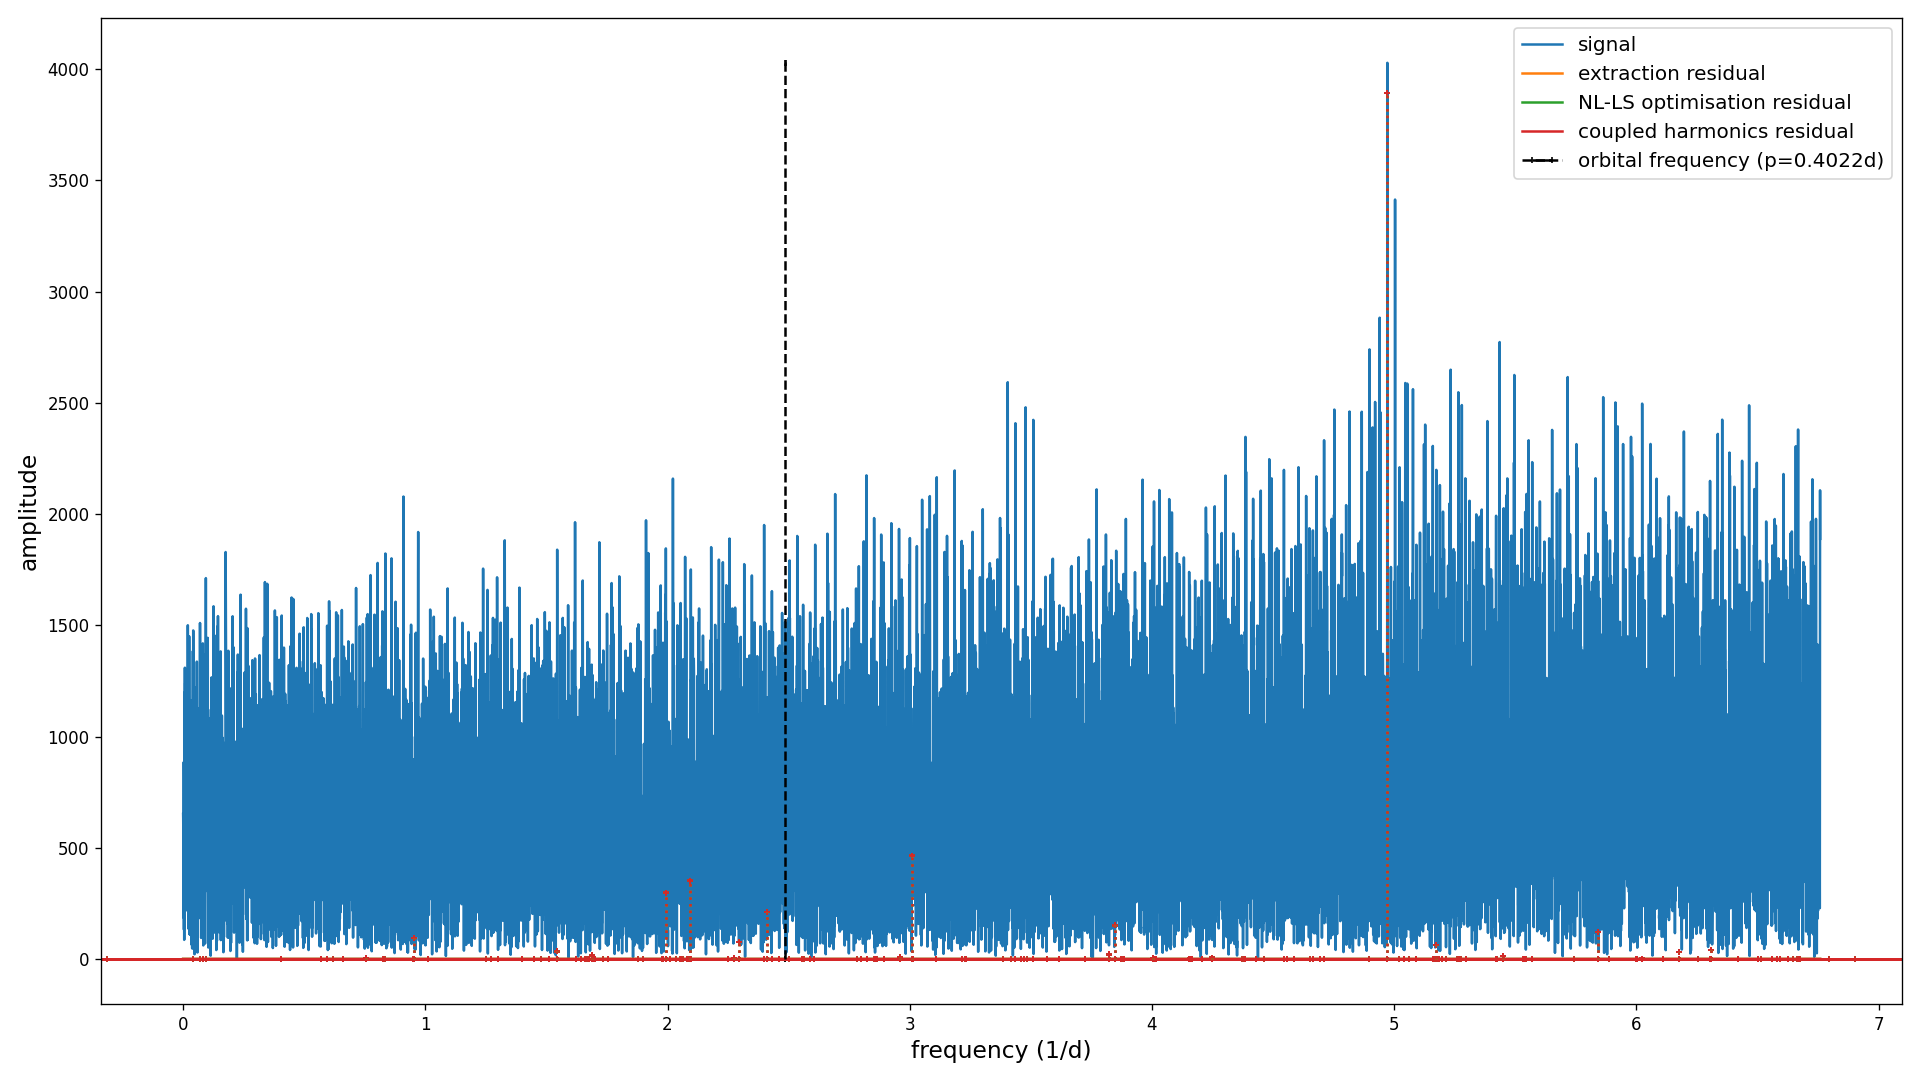 signal
extraction residual
NL-LS optimisation residual
coupled harmonics residual
orbital frequency (p=0.4022d)
amplitude
4000
3500
3000
2500
2000
1500
1000
500
0
0 1 2 3 4 5 6 7
frequency (1/d)